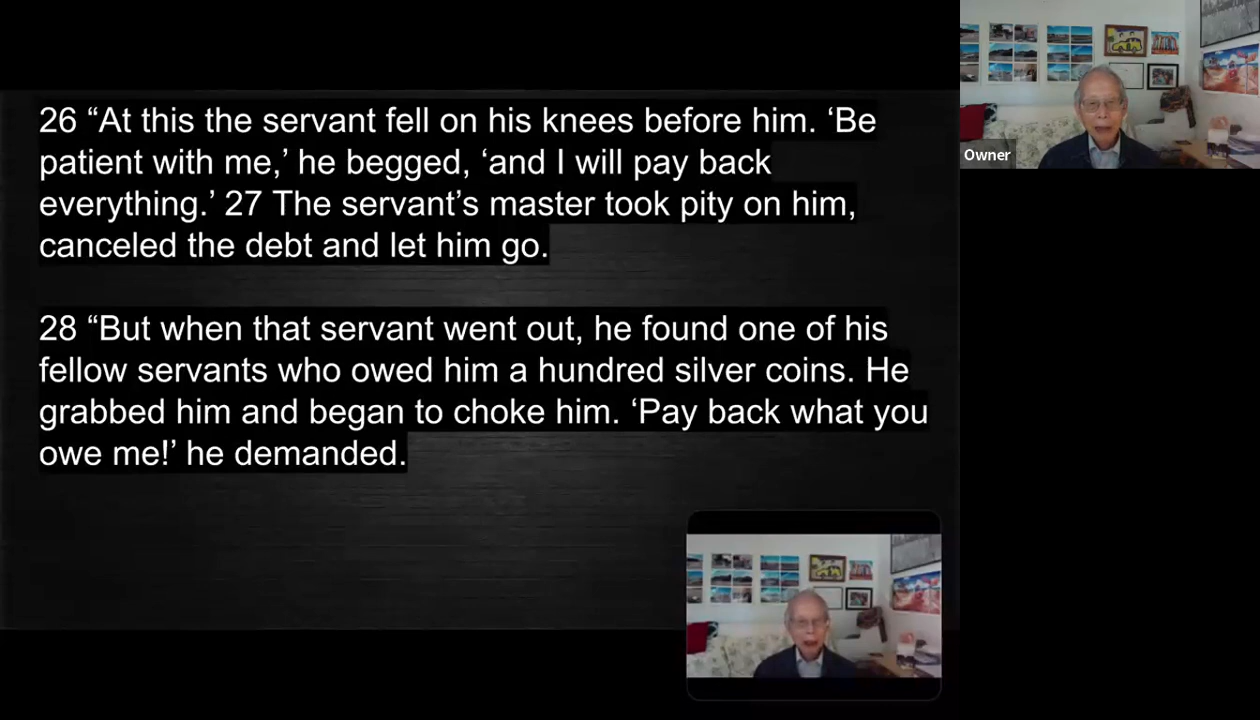 26 “At this the servant fell on his knees before him. ‘Be
patient with me,’ he begged, ‘and I will pay back
everything.’ 27 The servant’s master took pity on him,
canceled the debt and let him go.
28 “But when that servant went out, he found one of his
fellow servants who owed him a hundred silver coins. He
grabbed him and began to choke him. ‘Pay back what you
owe me!’ he demanded.
Owner